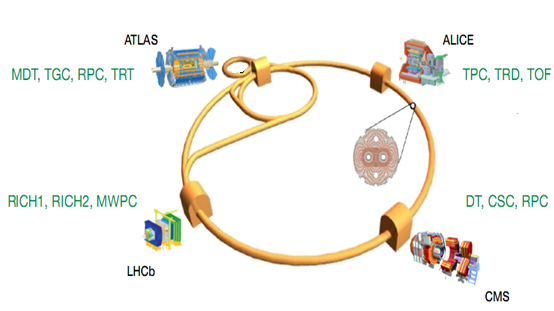 ATLAS
MDT, TGC, RPC, TRT
ALICE
TPC, TRD, TOF
RICH1, RICH2, MWPC
LHCb
DT, CSC, RPC
CMS